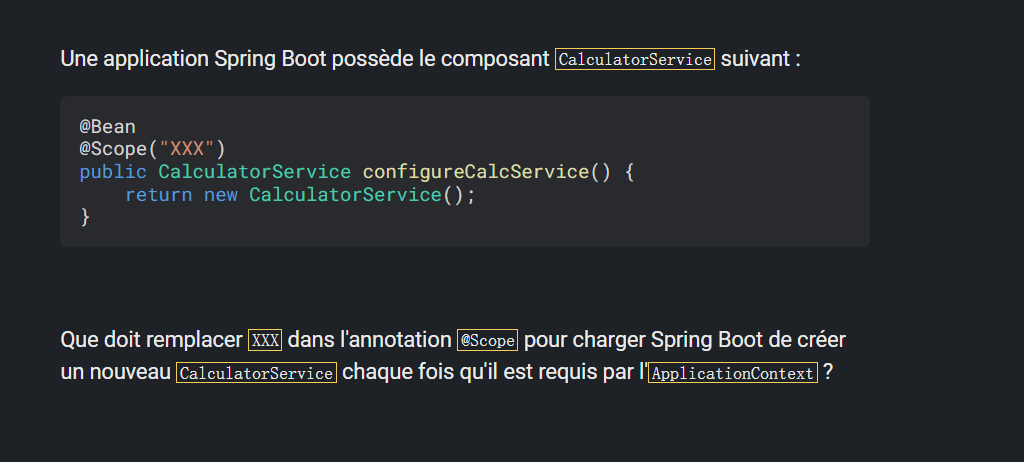 Une application Spring Boot possède le composant CalculatorService suivant :
@Bean
@Scope("XXX")
public CalculatorService configureCalcService() {
    return new CalculatorService();
}
Que doit remplacer XXX dans l'annotation @Scope pour charger Spring Boot de créer
un nouveau CalculatorService chaque fois qu'il est requis par l'ApplicationContext ?